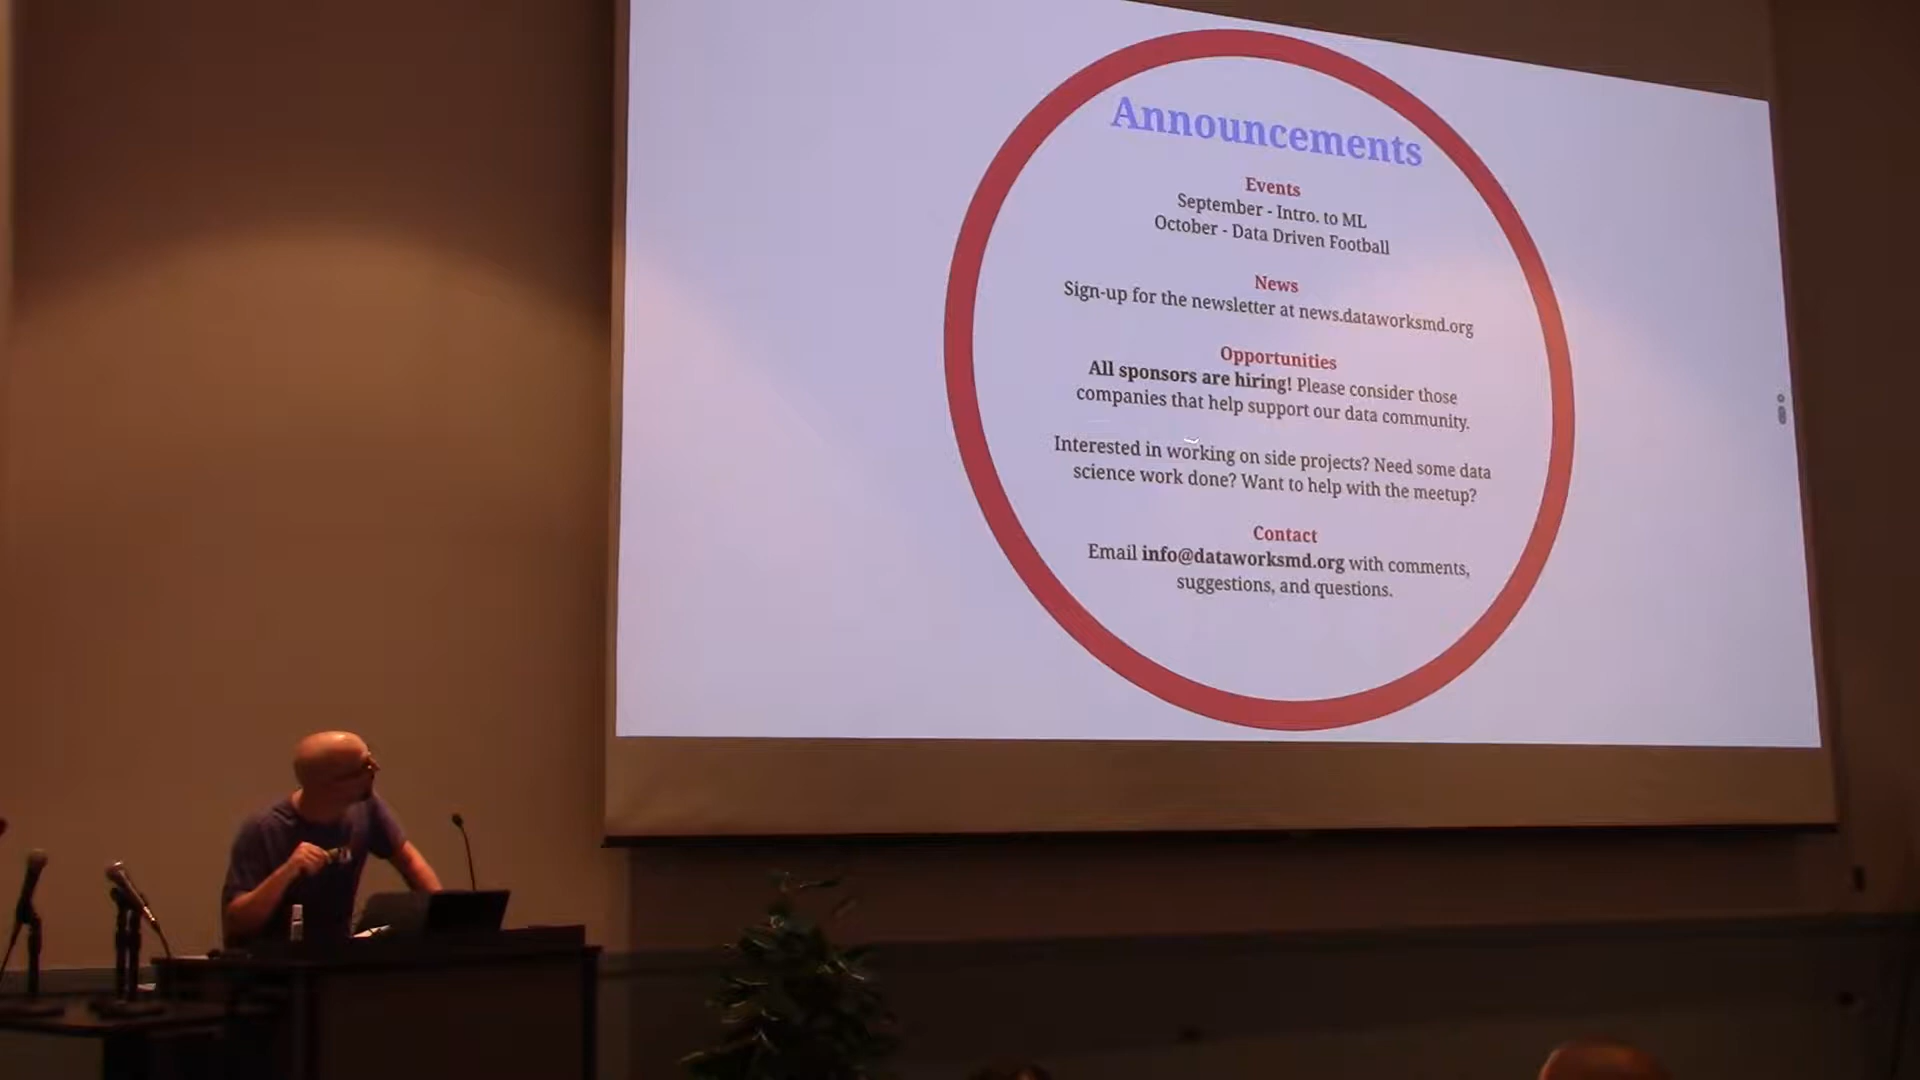 Announcements
Events
September - Intro. to ML
October - Data Driven Football
News
Sign-up for the newsletter at news.dataworksmd.org
Opportunities
All sponsors are hiring! Please consider those
companies that help support our data community.
Interested in working on side projects? Need some data
science work done? Want to help with the meetup?
Contact
Email info@dataworksmd.org with comments,
suggestions, and questions.